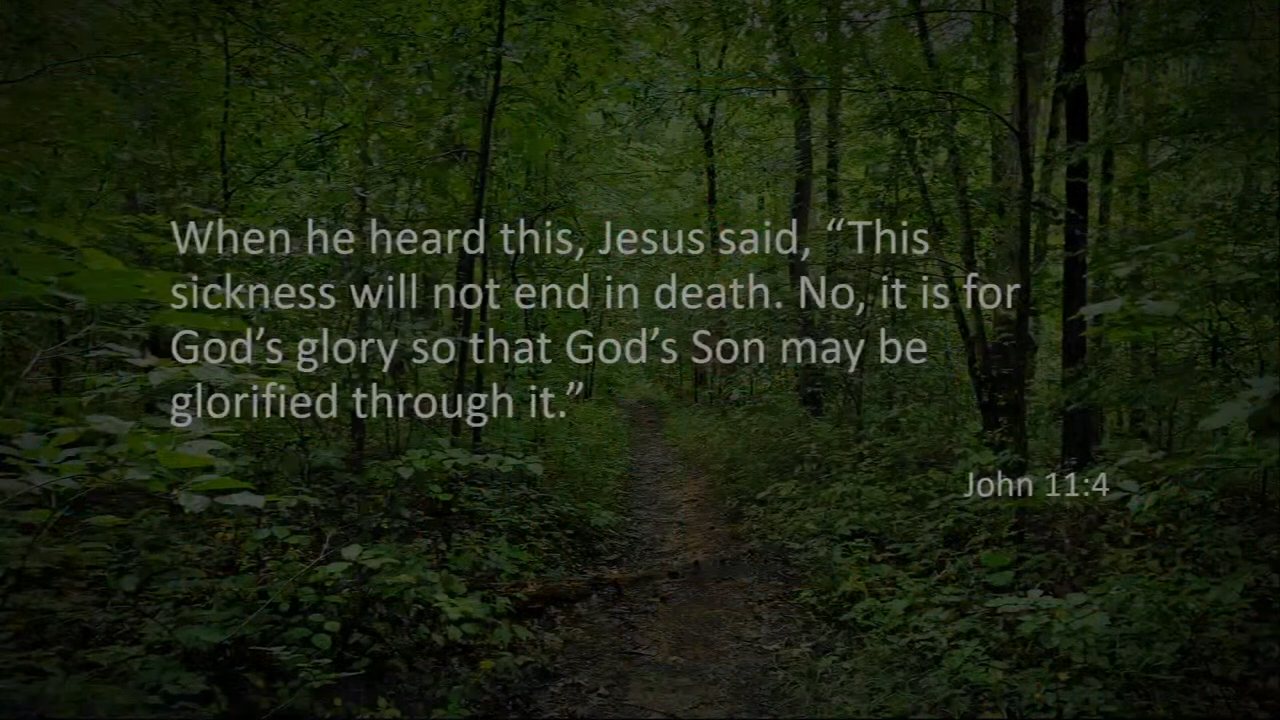 When he heard this, Jesus said, “This
sickness will not end in death. No, it is for
God’s glory so that God’s Son may be
glorified through it.”
John 11:4